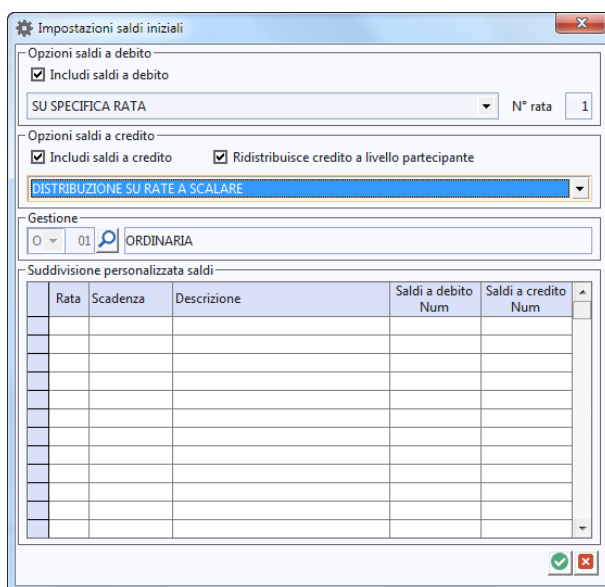 Impostazioni saldi iniziali
Opzioni saldi a debito
Includi saldi a debito
SU SPECIFICA RATA N° rata 1
Opzioni saldi a credito
Includi saldi a credito Ridistribuisce credito a livello partecipante
DISTRIBUZIONE SU RATE A SCALARE
Gestione
O 01 ORDINARIA
Suddivisione personalizzata saldi
Rata Scadenza Descrizione Saldi a debito Num Saldi a credito Num